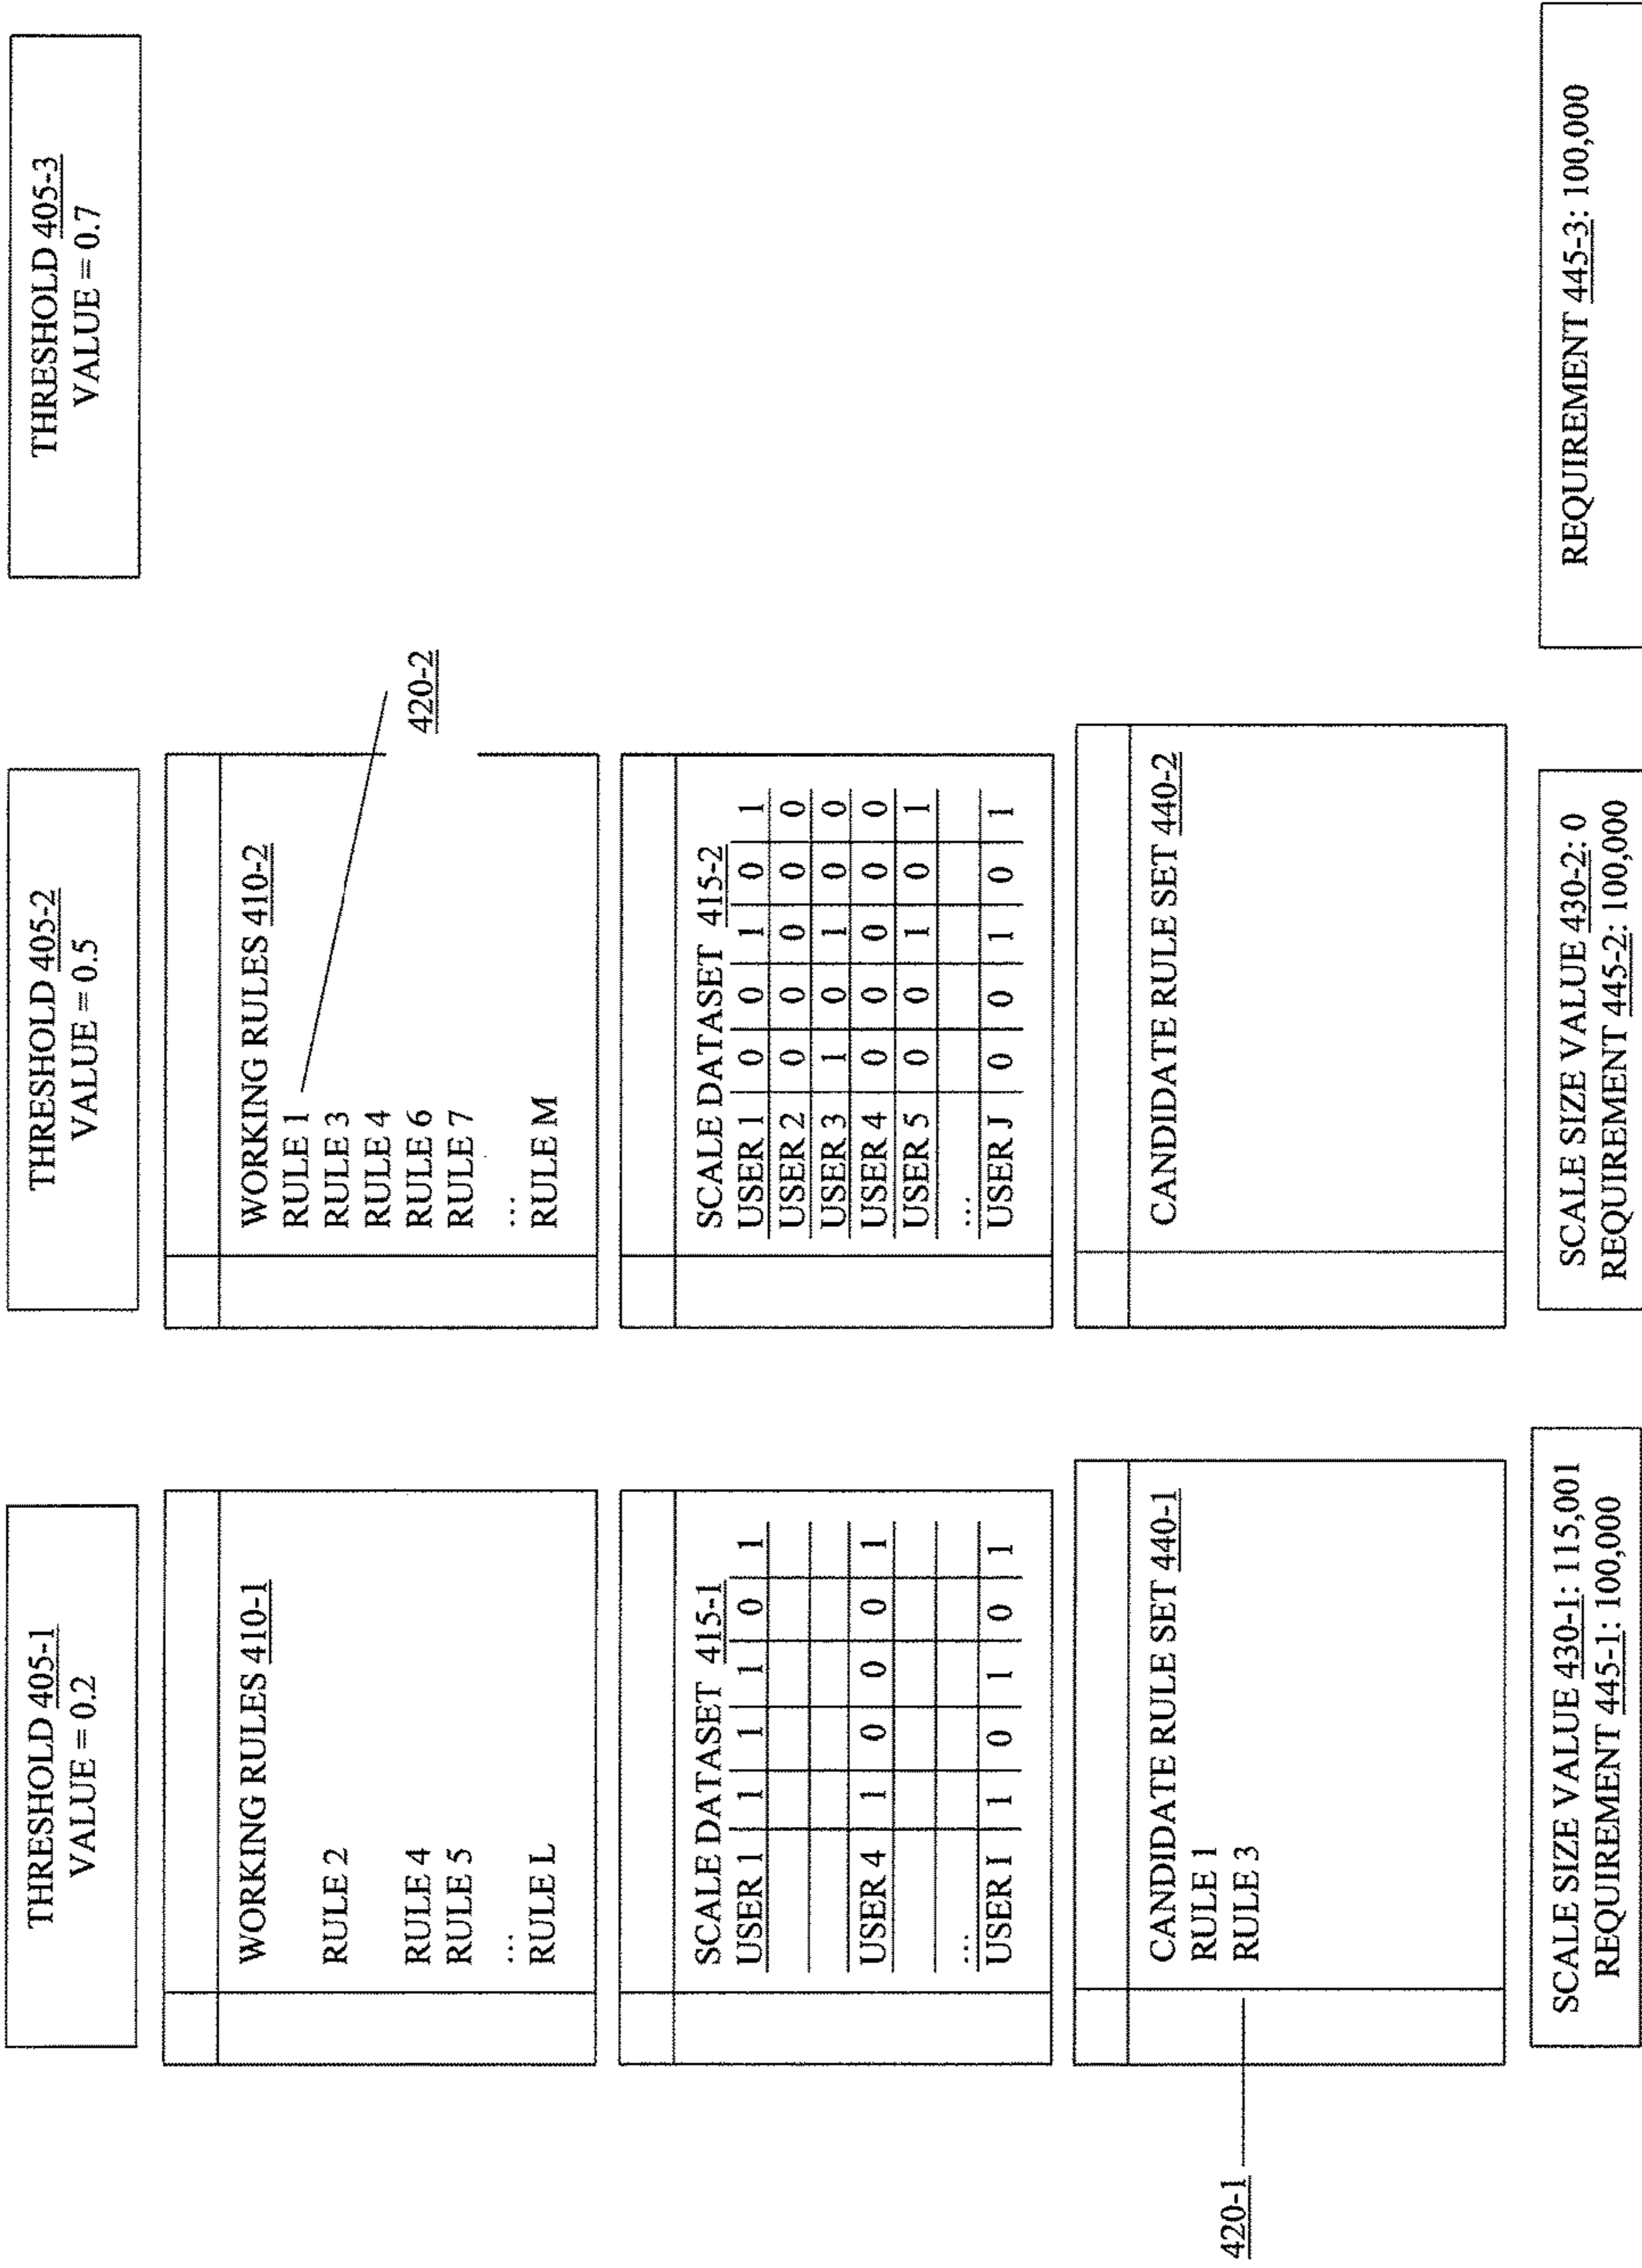 THRESHOLD 405-1
VALUE = 0.2
WORKING RULES 410-1
RULE 2
RULE 4
RULE 5
...
RULE L
SCALE DATASET 415-1
USER 1 1 1 1 0 1
USER 4 1 0 0 0 1
...
USER I 1 0 1 0 1
CANDIDATE RULE SET 440-1
RULE 1
RULE 3
420-1
SCALE SIZE VALUE 430-1: 115,001
REQUIREMENT 445-1: 100,000
THRESHOLD 405-2
VALUE = 0.5
WORKING RULES 410-2
RULE 1
RULE 3
RULE 4
RULE 6
RULE 7
...
RULE M
420-2
SCALE DATASET 415-2
USER 1 0 0 1 0 1
USER 2 0 0 0 0 0
USER 3 1 0 1 0 0
USER 4 0 0 0 0 0
USER 5 0 0 1 0 1
...
USER J 0 0 1 0 1
CANDIDATE RULE SET 440-2
SCALE SIZE VALUE 430-2: 0
REQUIREMENT 445-2: 100,000
THRESHOLD 405-3
VALUE = 0.7
REQUIREMENT 445-3: 100,000